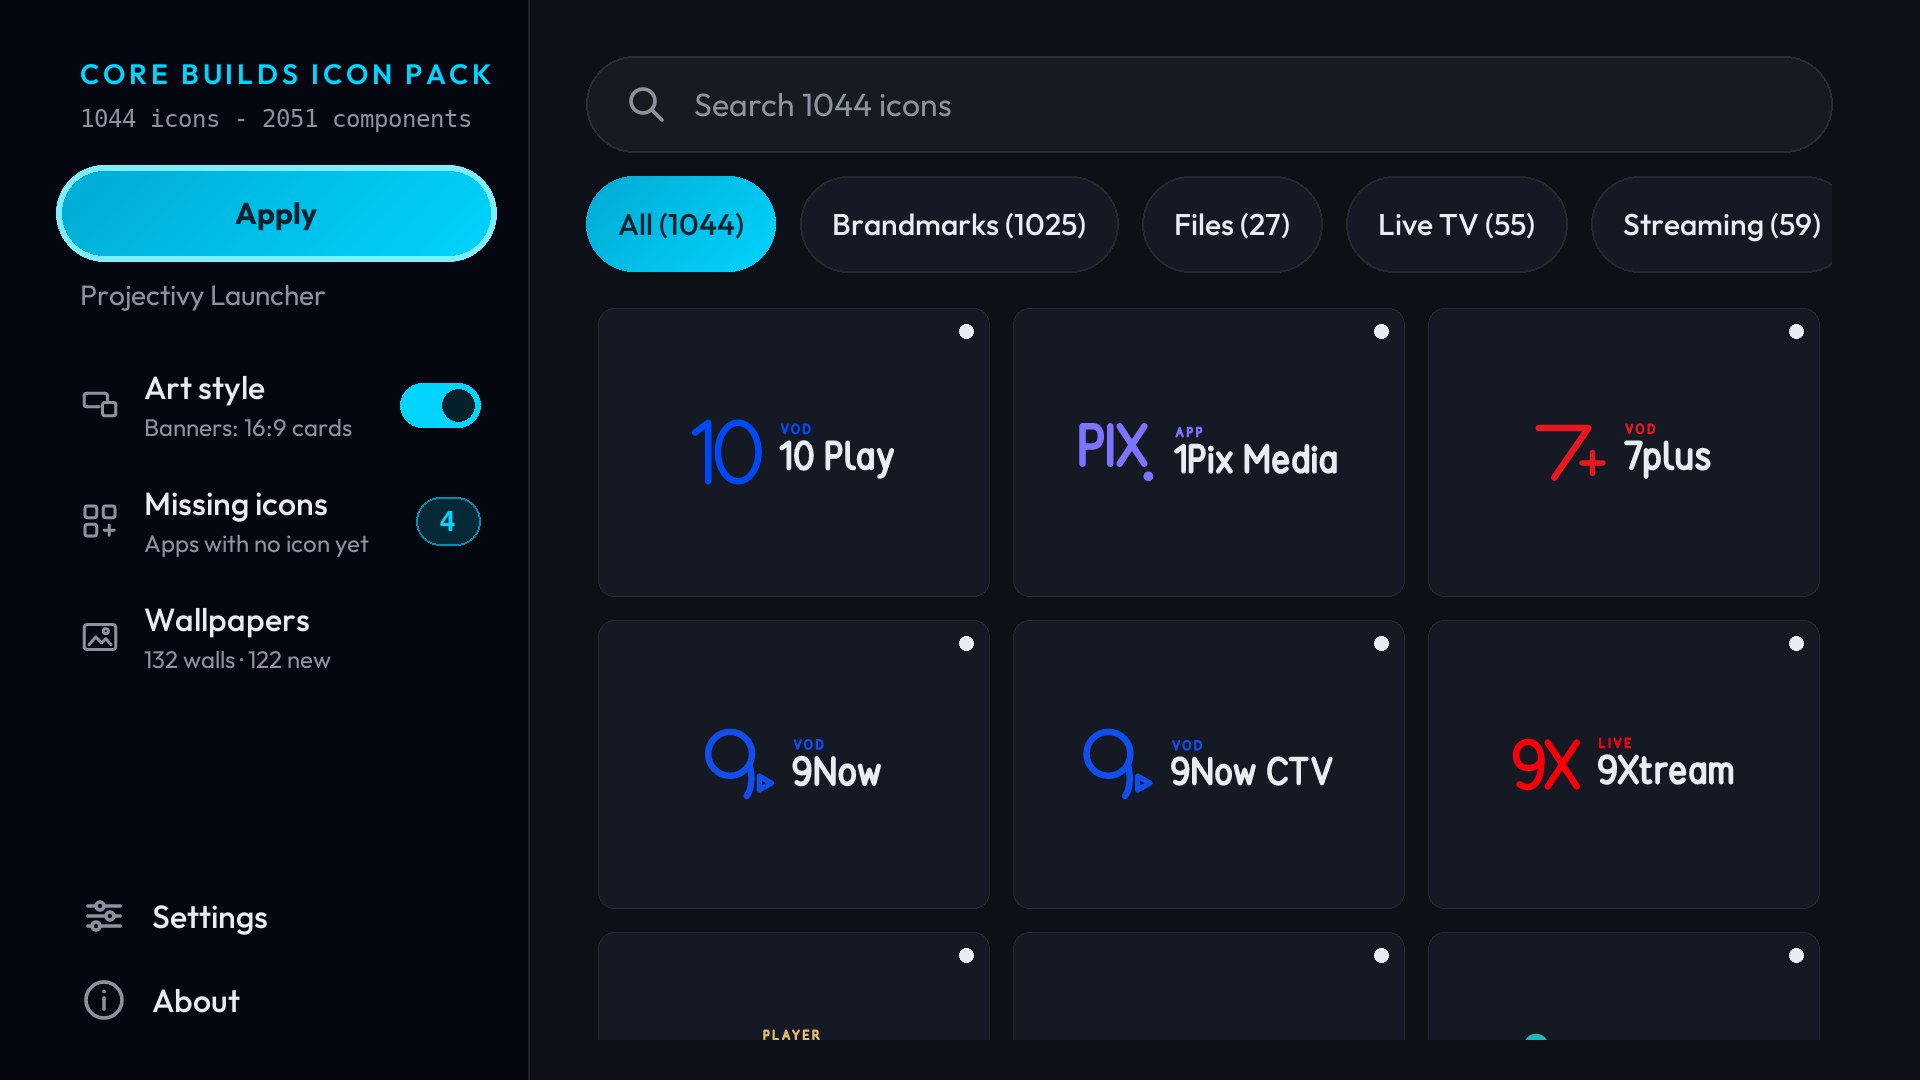 CORE BUILDS ICON PACK
1044 icons - 2051 components
Apply
Projectivy Launcher
Art style
Banners: 16:9 cards
Missing icons
Apps with no icon yet
4
Wallpapers
132 walls · 122 new
Settings
About
Search 1044 icons
All (1044)
Brandmarks (1025)
Files (27)
Live TV (55)
Streaming (59)
10
VOD
10 Play
PIX.
APP
1Pix Media
7+
VOD
7plus
9
VOD
9Now
9
VOD
9Now CTV
9X
LIVE
9Xtream
PLAYER